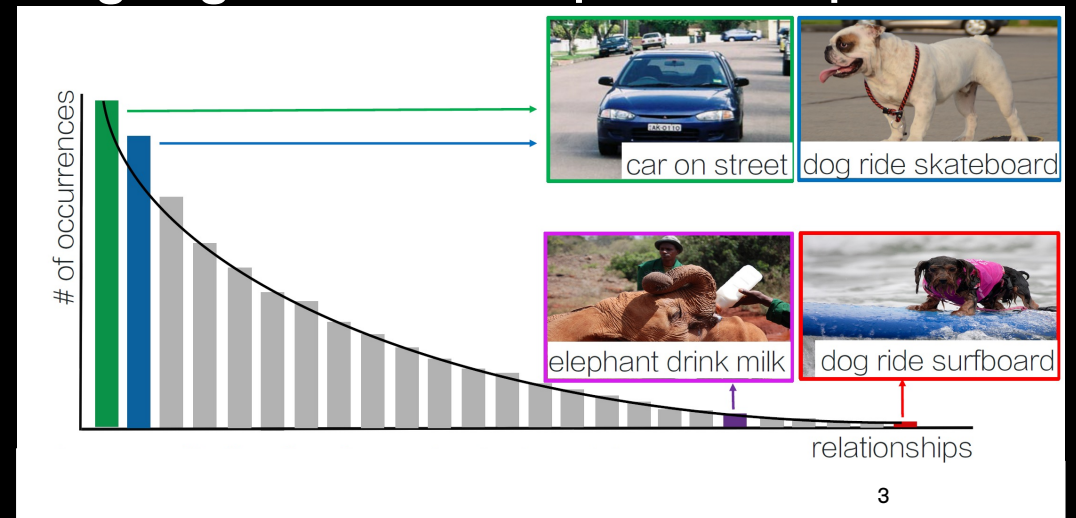 # of occurrences
car on street
dog ride skateboard
elephant drink milk
dog ride surfboard
relationships
3